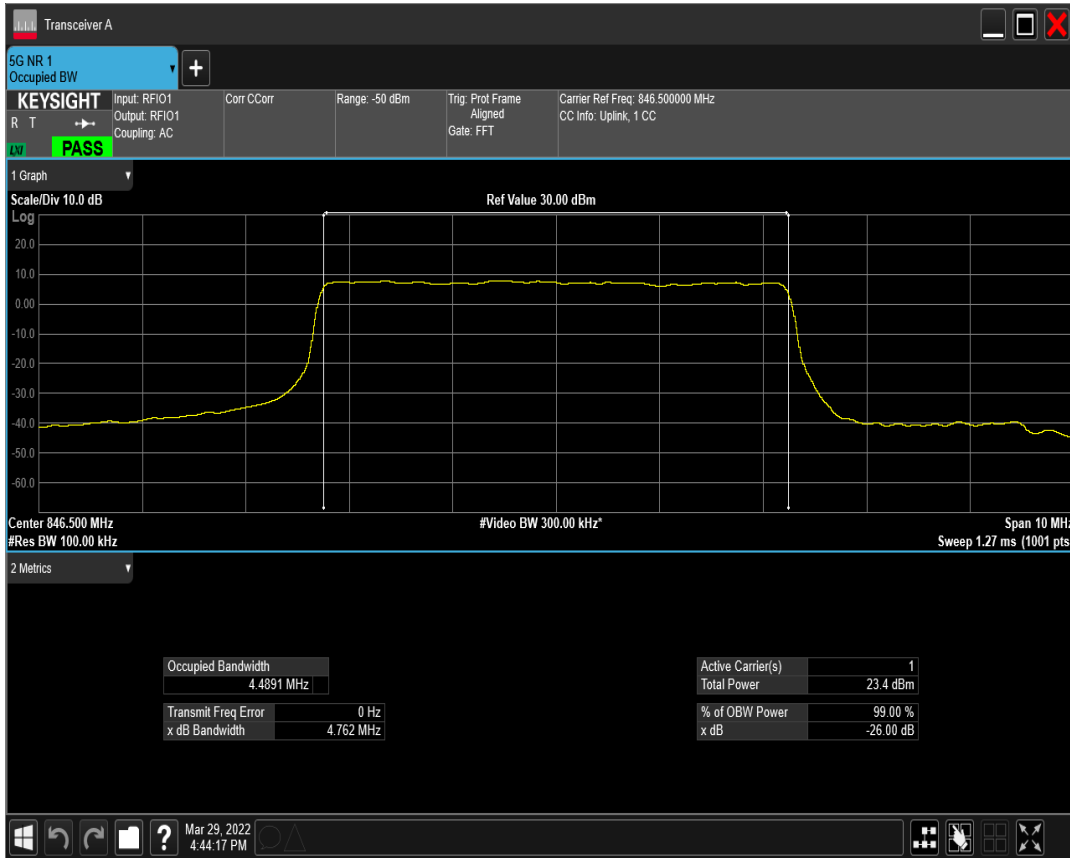 Transceiver A
5G NR 1
Occupied BW
+
KEYSIGHT
R T
LXI
PASS
Input: RFIO1
Output: RFIO1
Coupling: AC
Corr CCorr
Range: -50 dBm
Trig: Prot Frame
Aligned
Gate: FFT
Carrier Ref Freq: 846.500000 MHz
CC Info: Uplink, 1 CC
1 Graph
Scale/Div 10.0 dB
Ref Value 30.00 dBm
Log
20.0
10.0
0.00
-10.0
-20.0
-30.0
-40.0
-50.0
-60.0
Center 846.500 MHz
#Video BW 300.00 kHz*
Span 10 MHz
#Res BW 100.00 kHz
Sweep 1.27 ms (1001 pts
2 Metrics
Occupied Bandwidth
4.4891 MHz
Transmit Freq Error 0 Hz
x dB Bandwidth 4.762 MHz
Active Carrier(s) 1
Total Power 23.4 dBm
% of OBW Power 99.00 %
x dB -26.00 dB
?
Mar 29, 2022
4:44:17 PM